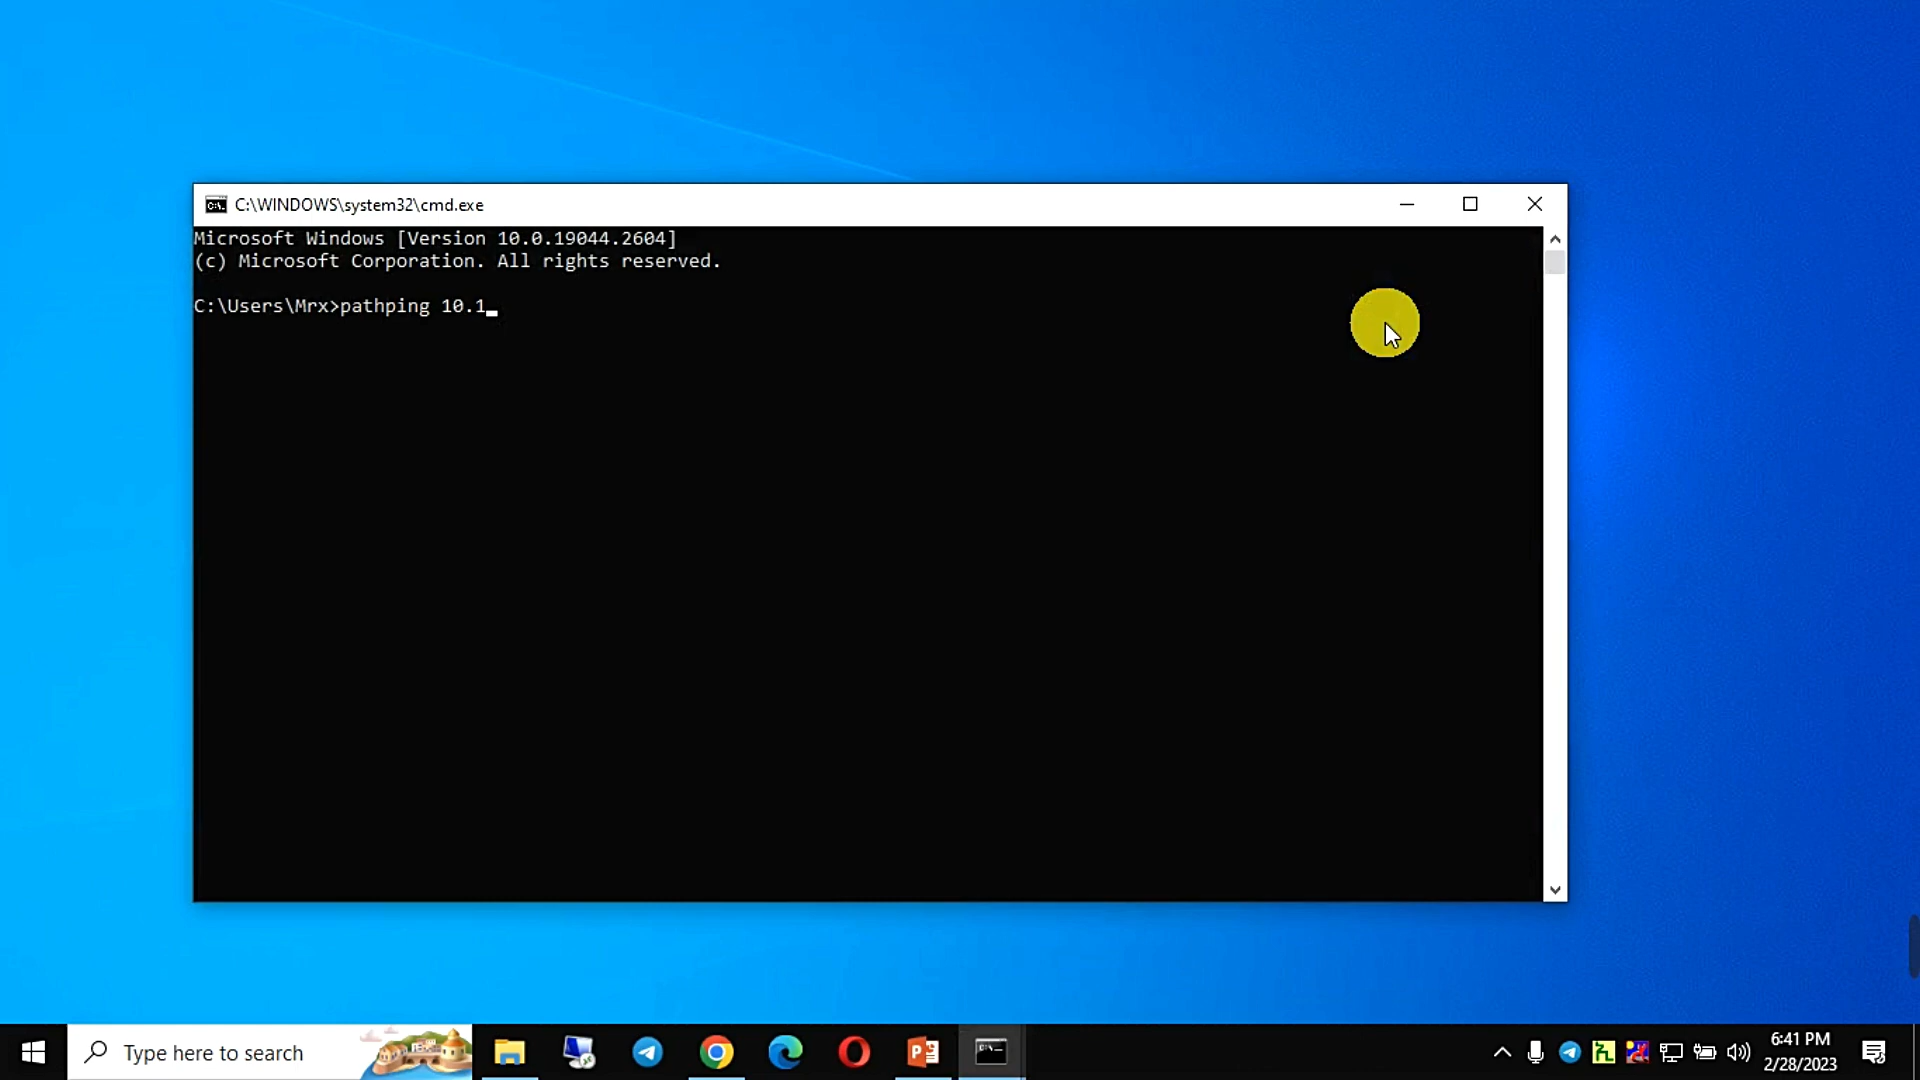 C:\WINDOWS\system32\cmd.exe
Microsoft Windows [Version 10.0.19044.2604]
(c) Microsoft Corporation. All rights reserved.
C:\Users\Mrx>pathping 10.1
Type here to search
6:41 PM
2/28/2023